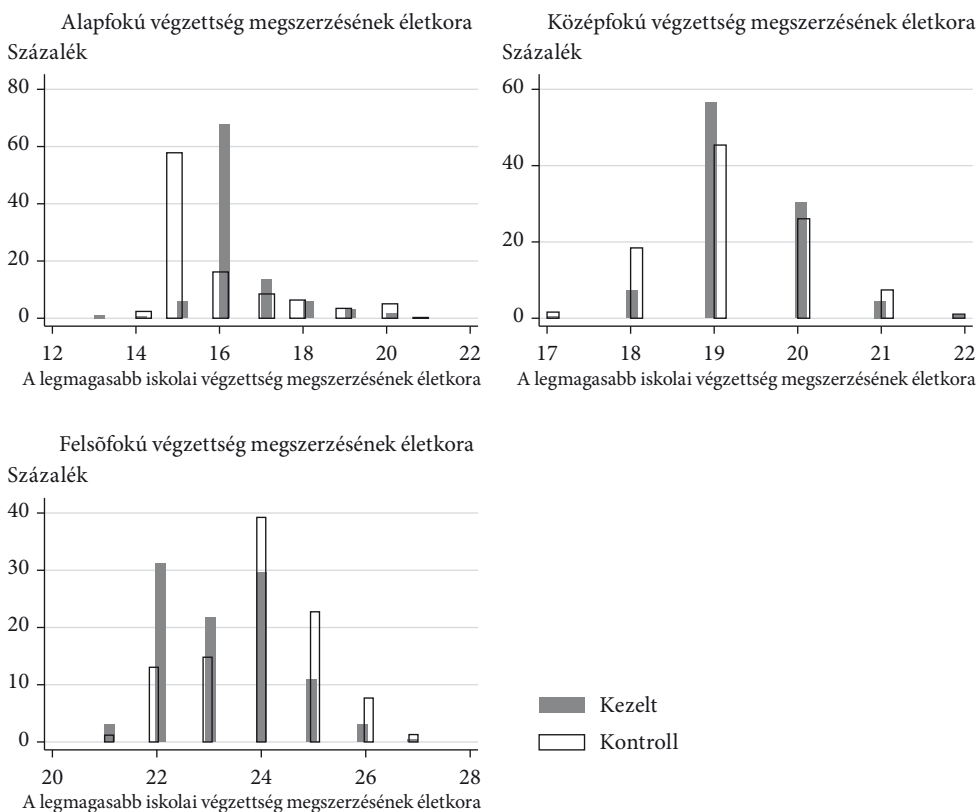 Alapfokú végzettség megszerzésének életkora
Százalék
80
60
40
20
0
12 14 16 18 20 22
A legmagasabb iskolai végzettség megszerzésének életkora
Középfokú végzettség megszerzésének életkora
Százalék
60
40
20
0
17 18 19 20 21 22
A legmagasabb iskolai végzettség megszerzésének életkora
Felsõfokú végzettség megszerzésének életkora
Százalék
40
30
20
10
0
20 22 24 26 28
A legmagasabb iskolai végzettség megszerzésének életkora
Kezelt
Kontroll